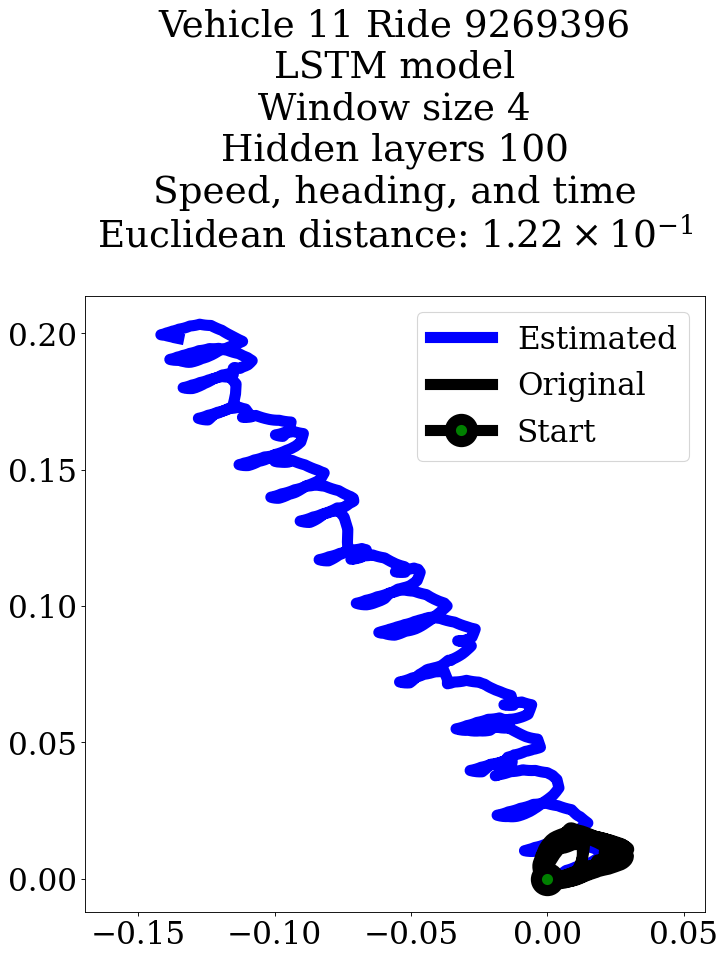 Vehicle 11 Ride 9269396
LSTM model
Window size 4
Hidden layers 100
Speed, heading, and time
Euclidean distance: 1.22 × 10⁻¹
Estimated
Original
Start
0.20
0.15
0.10
0.05
0.00
−0.15 −0.10 −0.05 0.00 0.05